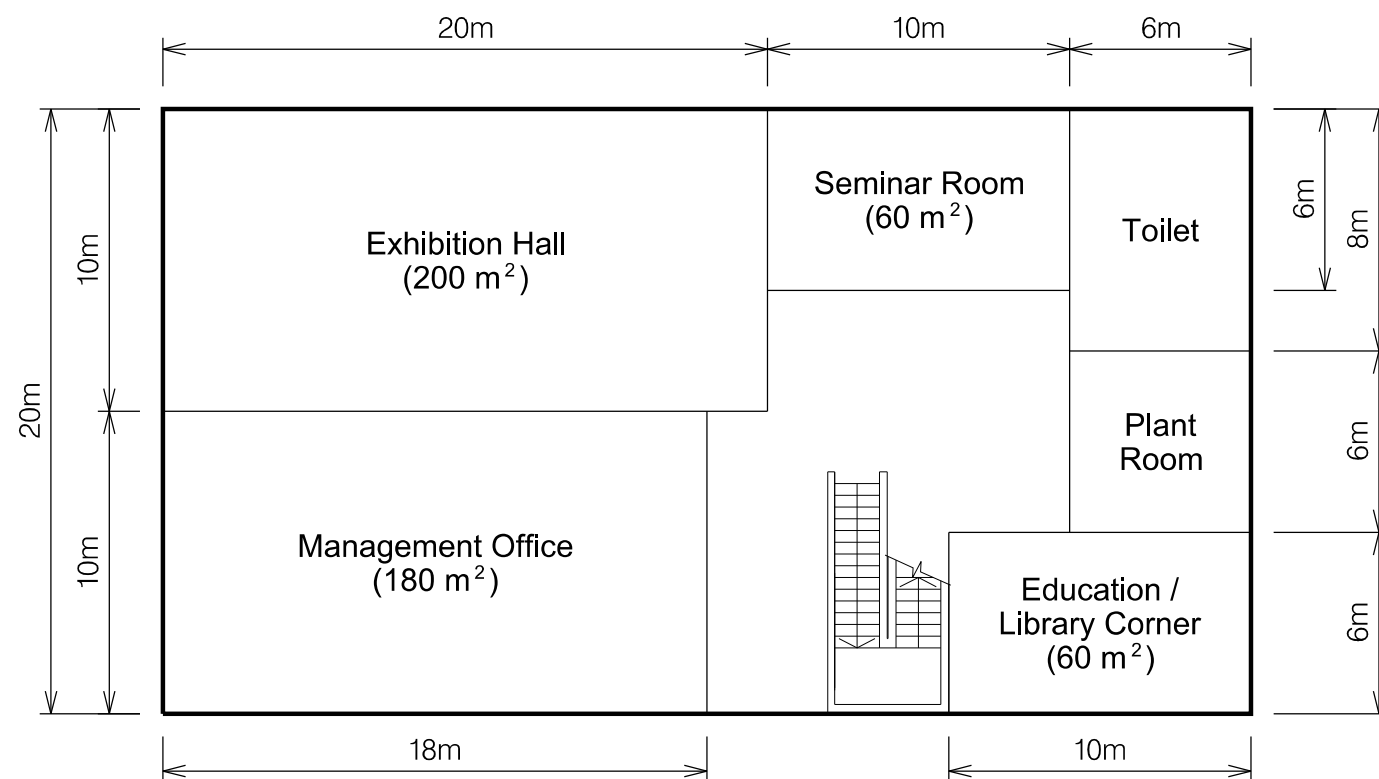 20m
10m
6m
Exhibition Hall
(200 m²)
Seminar Room
(60 m²)
Toilet
6m
8m
10m
20m
Plant
Room
6m
10m
Management Office
(180 m²)
Education /
Library Corner
(60 m²)
6m
18m
10m